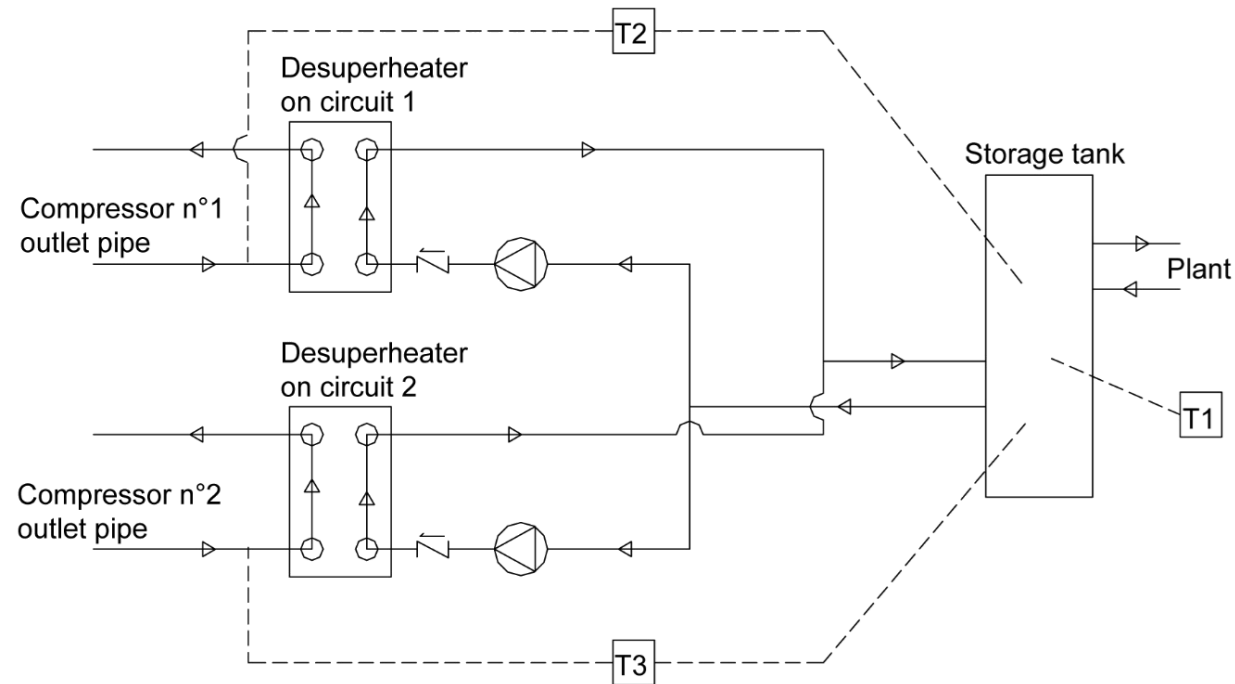 T2
Desuperheater
on circuit 1
Storage tank
Compressor n°1
outlet pipe
Plant
Desuperheater
on circuit 2
T1
Compressor n°2
outlet pipe
T3